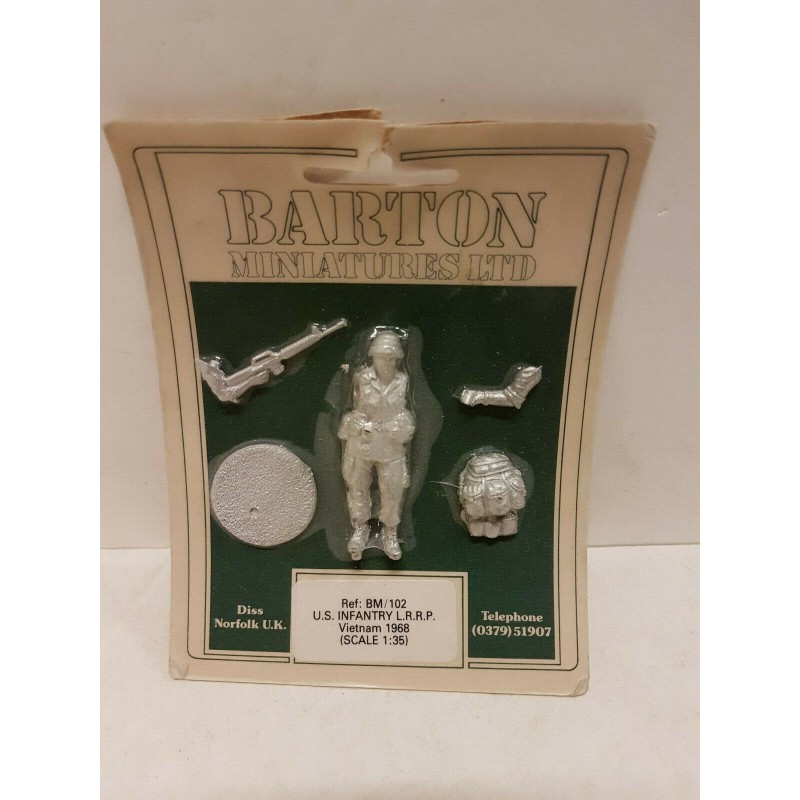 BARTON
MINIATURES LTD
Diss
Norfolk U.K.
Ref: BM/102
U.S. INFANTRY L.R.R.P.
Vietnam 1968
(SCALE 1:35)
Telephone
(0379) 51907